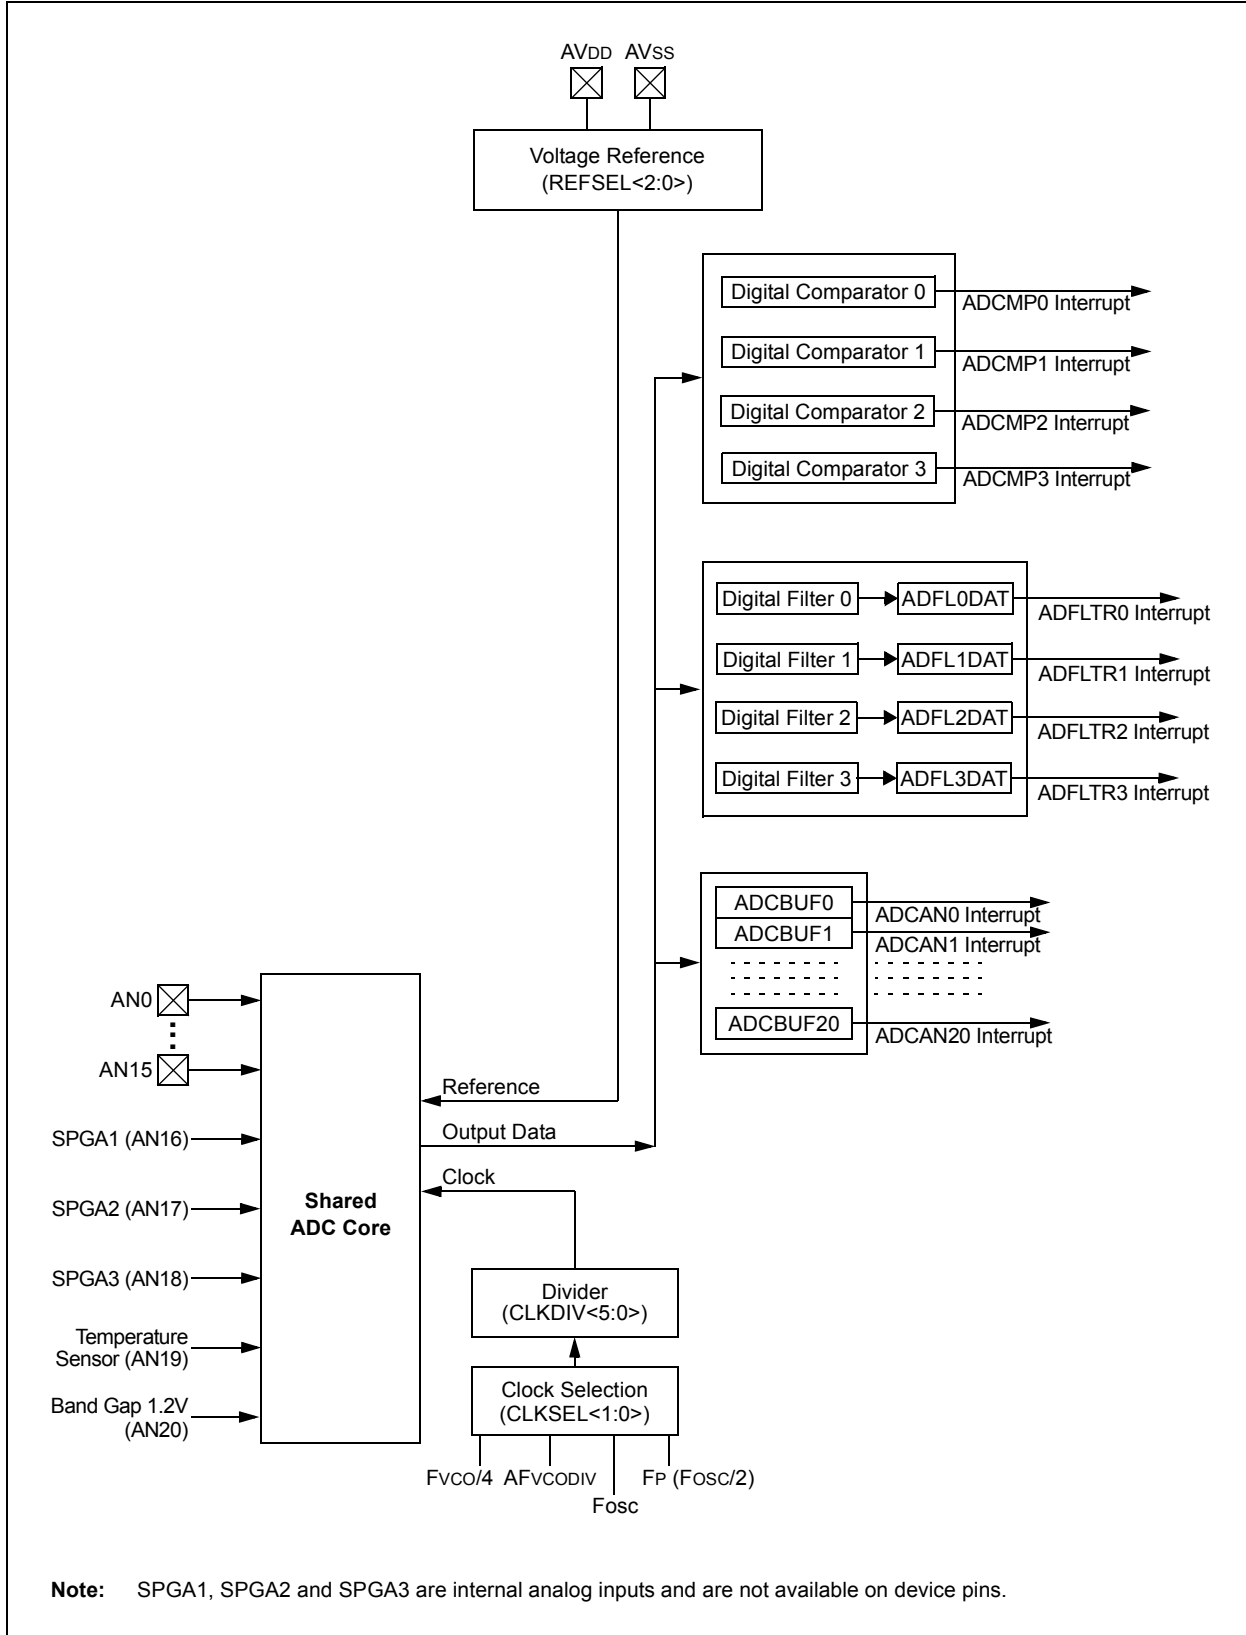 AVDD AVSS
Voltage Reference
(REFSEL<2:0>)
Digital Comparator 0
ADCMP0 Interrupt
Digital Comparator 1
ADCMP1 Interrupt
Digital Comparator 2
ADCMP2 Interrupt
Digital Comparator 3
ADCMP3 Interrupt
Digital Filter 0
ADFL0DAT
ADFLTR0 Interrupt
Digital Filter 1
ADFL1DAT
ADFLTR1 Interrupt
Digital Filter 2
ADFL2DAT
ADFLTR2 Interrupt
Digital Filter 3
ADFL3DAT
ADFLTR3 Interrupt
ADCBUF0
ADCAN0 Interrupt
ADCBUF1
ADCAN1 Interrupt
ADCBUF20
ADCAN20 Interrupt
AN0
AN15
SPGA1 (AN16)
SPGA2 (AN17)
SPGA3 (AN18)
Temperature
Sensor (AN19)
Band Gap 1.2V
(AN20)
Shared
ADC Core
Reference
Output Data
Clock
Divider
(CLKDIV<5:0>)
Clock Selection
(CLKSEL<1:0>)
FVCO/4 AFVCODIV
FP (FOSC/2)
Fosc
Note: SPGA1, SPGA2 and SPGA3 are internal analog inputs and are not available on device pins.